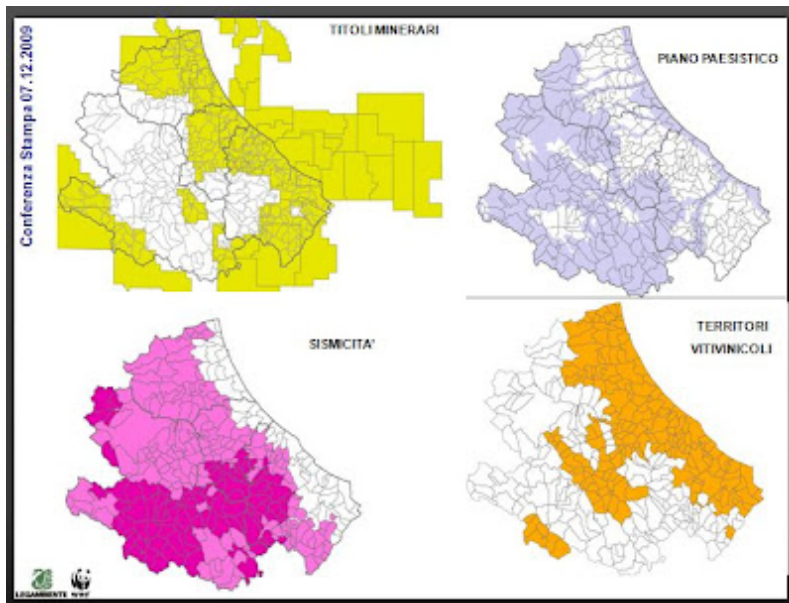 Conferenza Stampa 07.12.2009
TITOLI MINERARI
PIANO PAESISTICO
SISMICITA'
TERRITORI
VITIVINICOLI
LEGAMBIENTE WWF